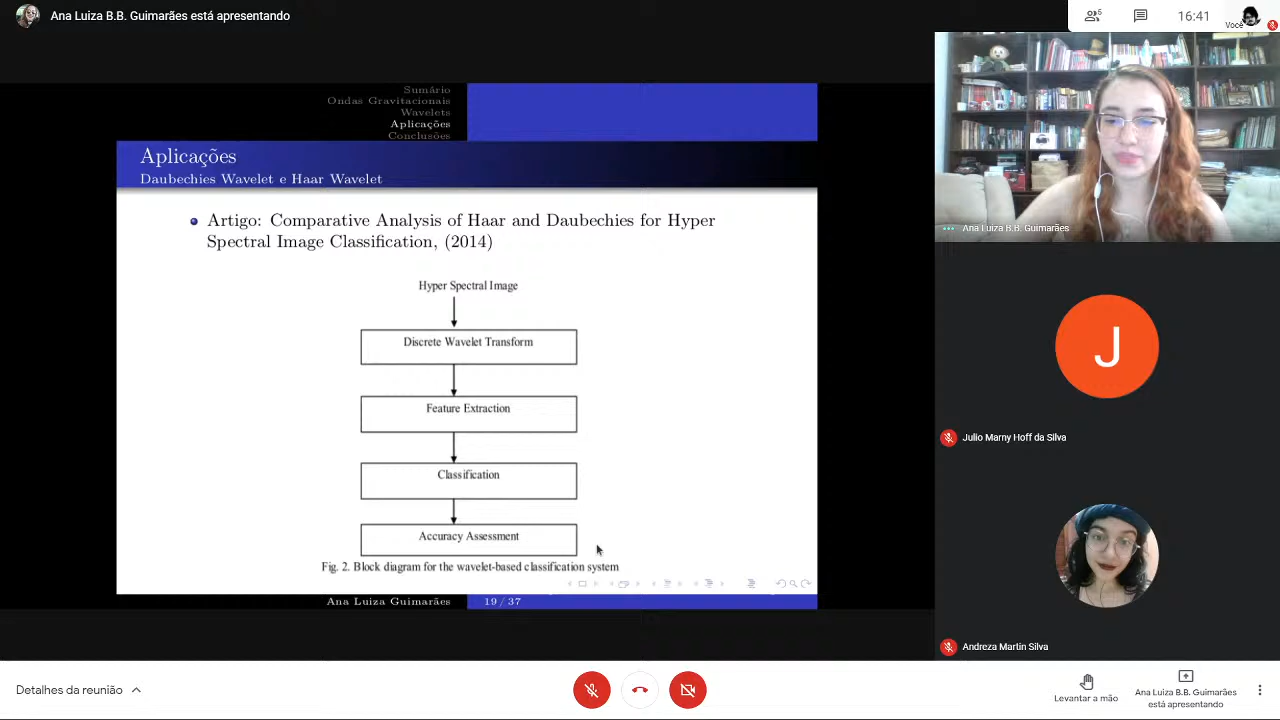 Ana Luiza B.B. Guimarães está apresentando
5
16:41
Você
Sumário
Ondas Gravitacionais
Wavelets
Aplicações
Conclusões
Aplicações
Daubechies Wavelet e Haar Wavelet
Artigo: Comparative Analysis of Haar and Daubechies for Hyper
Spectral Image Classification, (2014)
Hyper Spectral Image
Discrete Wavelet Transform
Feature Extraction
Classification
Accuracy Assessment
Fig. 2. Block diagram for the wavelet-based classification system
Ana Luiza Guimarães
19 / 37
Ana Luiza B.B. Guimarães
J
Julio Marny Hoff da Silva
Andreza Martin Silva
Detalhes da reunião
Levantar a mão
Ana Luiza B.B. Guimarães
está apresentando